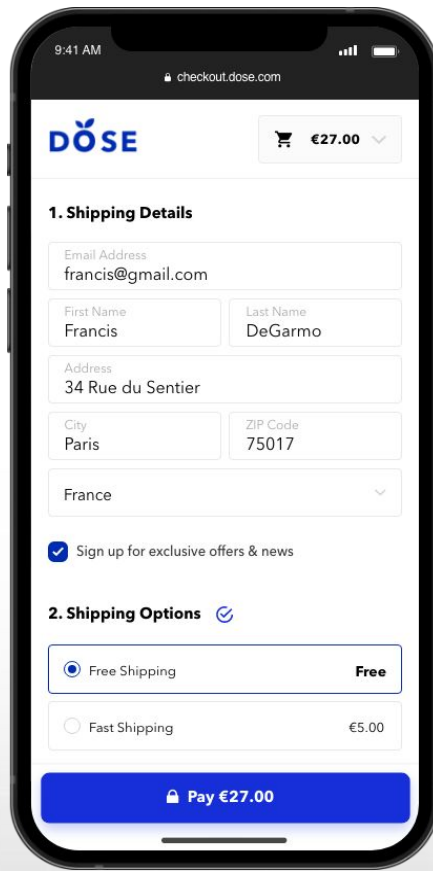 9:41 AM
checkout.dose.com
DOSE
€27.00
1. Shipping Details
Email Address
francis@gmail.com
First Name
Last Name
Francis
DeGarmo
Address
34 Rue du Sentier
City
ZIP Code
Paris
75017
France
Sign up for exclusive offers & news
2. Shipping Options
Free Shipping
Free
Fast Shipping
€5.00
Pay €27.00